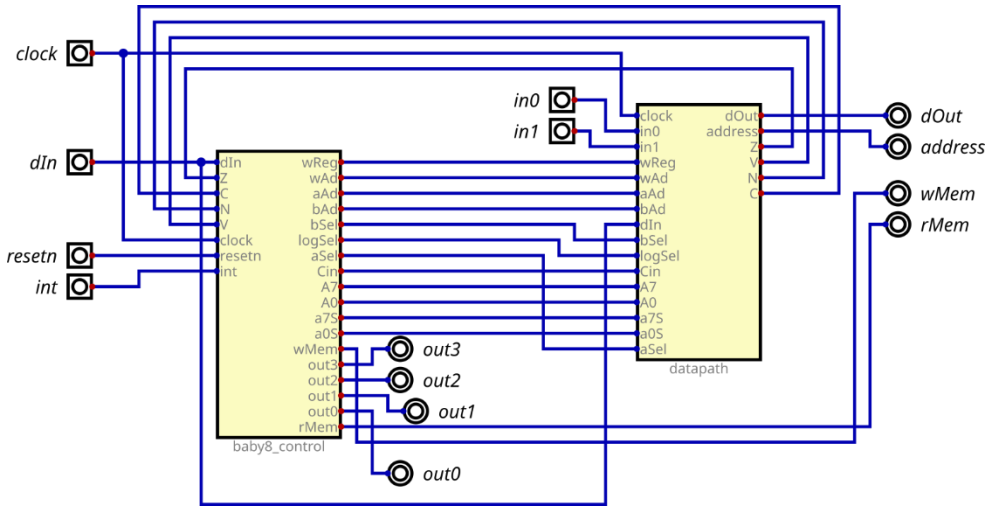 clock
dIn
resetn
int
dIn
Z
C
N
V
clock
resetn
int
wReg
wAd
aAd
bAd
bSel
logSel
aSel
Cin
A7
A0
a7S
a0S
wMem
out3
out2
out1
out0
rMem
baby8_control
out3
out2
out1
out0
in0
in1
clock
in0
in1
wReg
wAd
aAd
bAd
dIn
bSel
logSel
Cin
A7
A0
a7S
a0S
aSel
dOut
address
Z
V
N
C
datapath
dOut
address
wMem
rMem